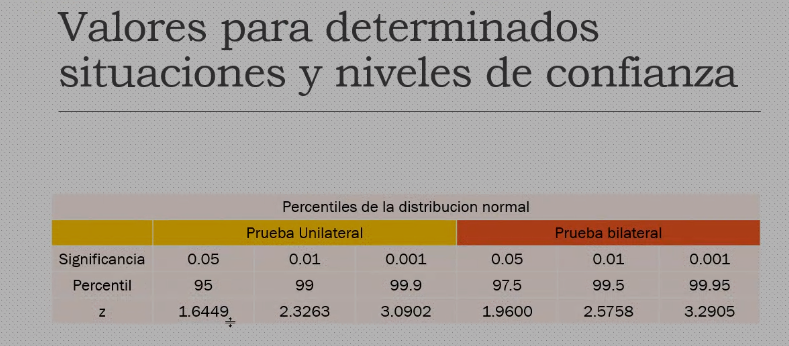 Valores para determinados
situaciones y niveles de confianza
Percentiles de la distribucion normal
Prueba Unilateral Prueba bilateral
Significancia 0.05 0.01 0.001 0.05 0.01 0.001
Percentil 95 99 99.9 97.5 99.5 99.95
z 1.6449 2.3263 3.0902 1.9600 2.5758 3.2905